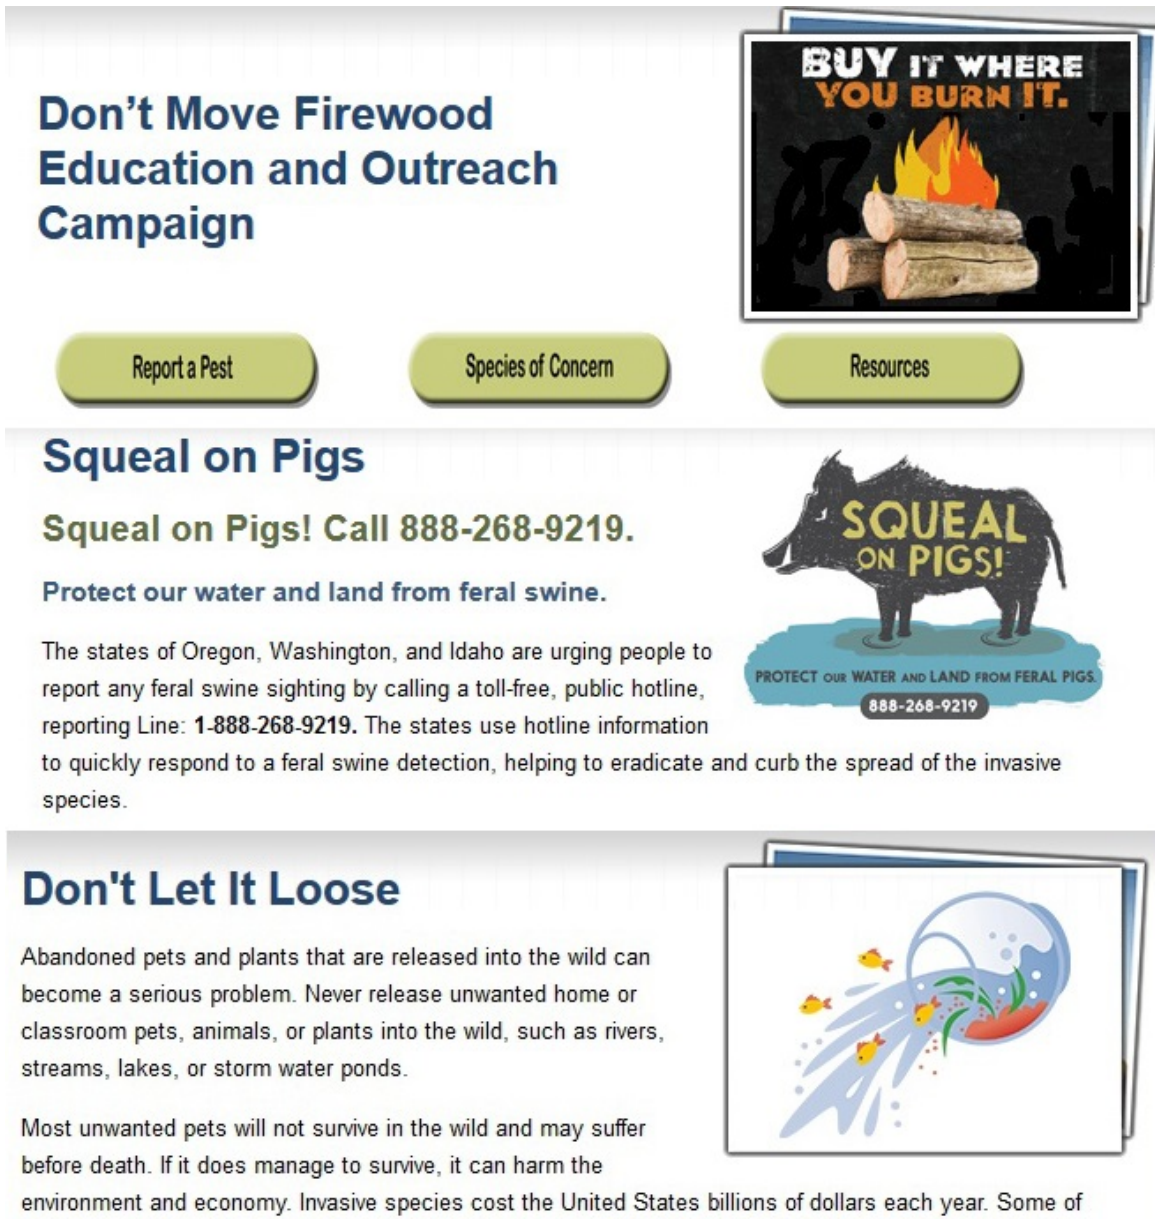 BUY IT WHERE
YOU BURN IT.
Don’t Move Firewood
Education and Outreach
Campaign
Report a Pest
Species of Concern
Resources
Squeal on Pigs
Squeal on Pigs! Call 888-268-9219.
Protect our water and land from feral swine.
The states of Oregon, Washington, and Idaho are urging people to
report any feral swine sighting by calling a toll-free, public hotline,
reporting Line: 1-888-268-9219. The states use hotline information
to quickly respond to a feral swine detection, helping to eradicate and curb the spread of the invasive
species.
SQUEAL
ON PIGS!
PROTECT OUR WATER AND LAND FROM FERAL PIGS.
888-268-9219
Don't Let It Loose
Abandoned pets and plants that are released into the wild can
become a serious problem. Never release unwanted home or
classroom pets, animals, or plants into the wild, such as rivers,
streams, lakes, or storm water ponds.
Most unwanted pets will not survive in the wild and may suffer
before death. If it does manage to survive, it can harm the
environment and economy. Invasive species cost the United States billions of dollars each year. Some of